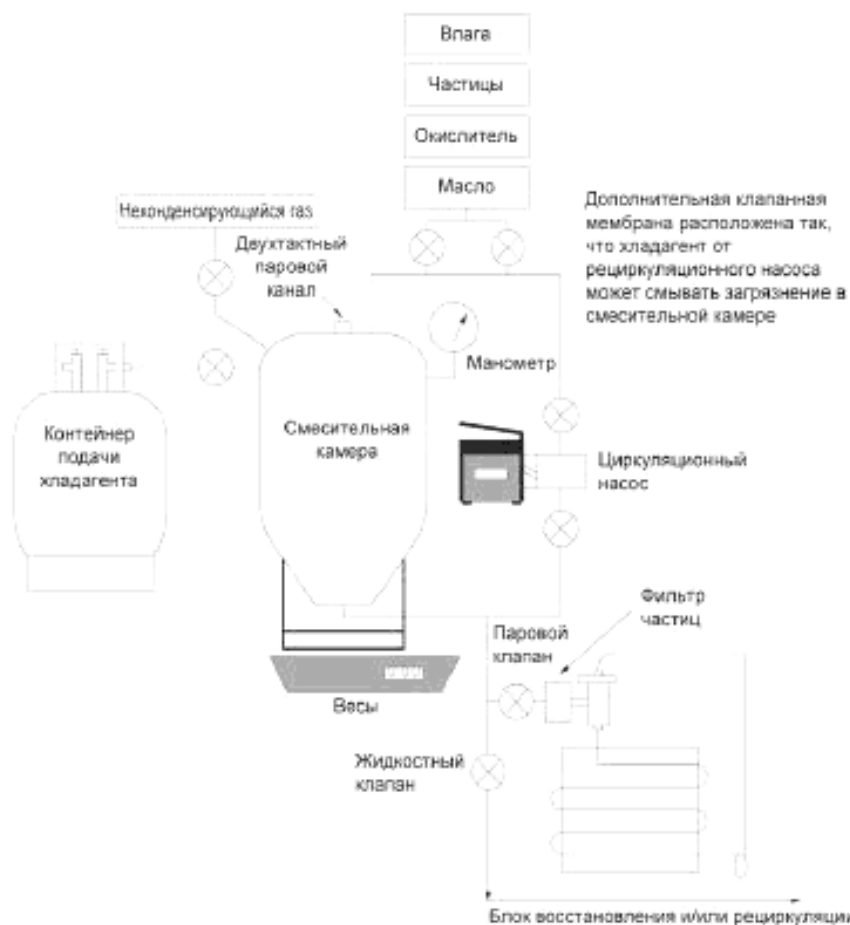 Влага
Частицы
Окислитель
Масло
Неконденсирующийся газ
Двухтактный
паровой
канал
Дополнительная клапанная
мембрана расположена так,
что хладагент от
рециркуляционного насоса
может смывать загрязнение в
смесительной камере
Манометр
Контейнер
подачи
хладагента
Смесительная
камера
Циркуляционный
насос
Фильтр
частиц
Паровой
клапан
Весы
Жидкостный
клапан
Блок восстановления и/или рециркуляции